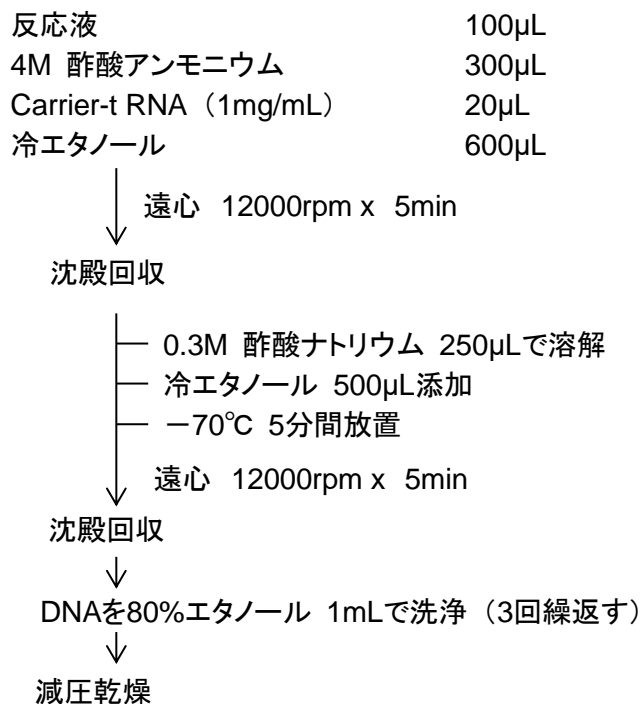 反応液 100µL
4M 酢酸アンモニウム 300µL
Carrier-t RNA（1mg/mL） 20µL
冷エタノール 600µL
遠心 12000rpm x 5min
沈殿回収
0.3M 酢酸ナトリウム 250µLで溶解
冷エタノール 500µL添加
－70℃ 5分間放置
遠心 12000rpm x 5min
沈殿回収
DNAを80%エタノール 1mLで洗浄（3回繰返す）
減圧乾燥